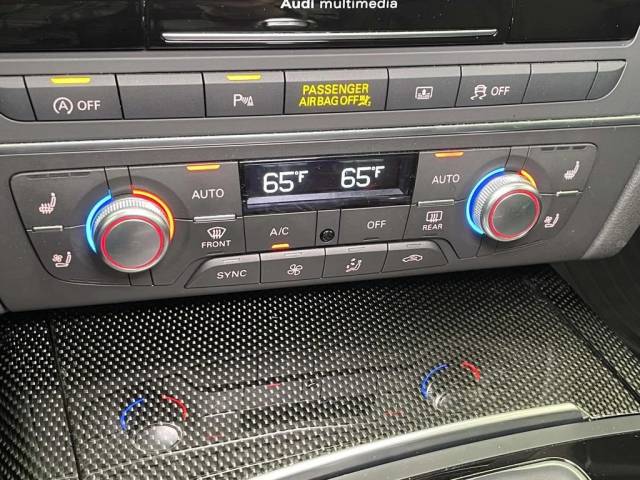 Audi multimedia
A OFF
P
PASSENGER
AIRBAG OFF
OFF
AUTO
65°F
65°F
AUTO
FRONT
A/C
OFF
REAR
SYNC